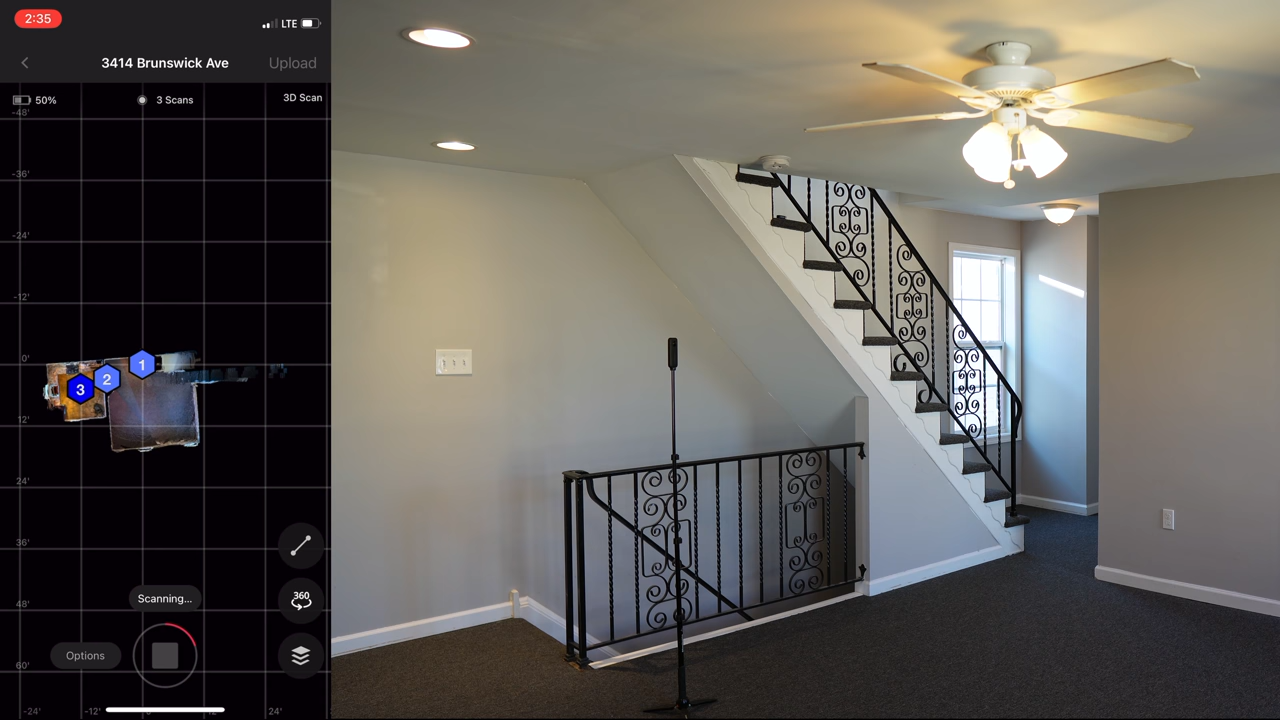 2:35
LTE
3414 Brunswick Ave
Upload
50%
3 Scans
3D Scan
-48'
-36'
-24'
-12'
0'
1
2
3
12'
24'
36'
48'
Scanning...
360
Options
60'
-24'
-12'
24'